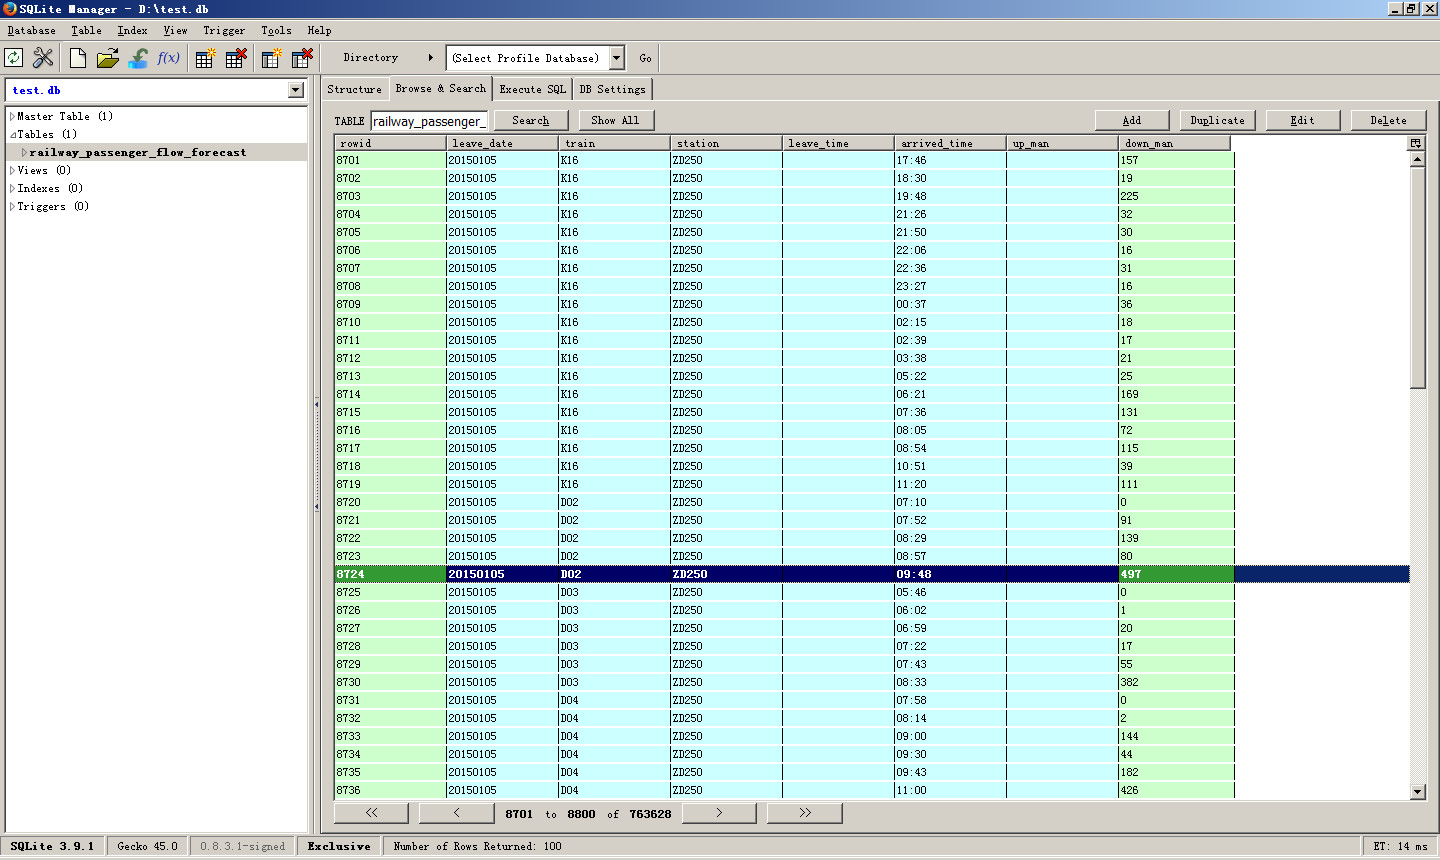 SQLite Manager - D:\test.db
Database Table Index View Trigger Tools Help
f(x) Directory (Select Profile Database) Go
test.db
Master Table (1)
Tables (1)
railway_passenger_flow_forecast
Views (0)
Indexes (0)
Triggers (0)
Structure Browse & Search Execute SQL DB Settings
TABLE railway_passenger_ Search Show All Add Duplicate Edit Delete
rowid leave_date train station leave_time arrived_time up_man down_man
8701 20150105 K16 ZD250 17:46 157
8702 20150105 K16 ZD250 18:30 19
8703 20150105 K16 ZD250 19:48 225
8704 20150105 K16 ZD250 21:26 32
8705 20150105 K16 ZD250 21:50 30
8706 20150105 K16 ZD250 22:06 16
8707 20150105 K16 ZD250 22:36 31
8708 20150105 K16 ZD250 23:27 16
8709 20150105 K16 ZD250 00:37 36
8710 20150105 K16 ZD250 02:15 18
8711 20150105 K16 ZD250 02:39 17
8712 20150105 K16 ZD250 03:38 21
8713 20150105 K16 ZD250 05:22 25
8714 20150105 K16 ZD250 06:21 169
8715 20150105 K16 ZD250 07:36 131
8716 20150105 K16 ZD250 08:05 72
8717 20150105 K16 ZD250 08:54 115
8718 20150105 K16 ZD250 10:51 39
8719 20150105 K16 ZD250 11:20 111
8720 20150105 D02 ZD250 07:10 0
8721 20150105 D02 ZD250 07:52 91
8722 20150105 D02 ZD250 08:29 139
8723 20150105 D02 ZD250 08:57 80
8724 20150105 D02 ZD250 09:48 497
8725 20150105 D03 ZD250 05:46 0
8726 20150105 D03 ZD250 06:02 1
8727 20150105 D03 ZD250 06:59 20
8728 20150105 D03 ZD250 07:22 17
8729 20150105 D03 ZD250 07:43 55
8730 20150105 D03 ZD250 08:33 382
8731 20150105 D04 ZD250 07:58 0
8732 20150105 D04 ZD250 08:14 2
8733 20150105 D04 ZD250 09:00 144
8734 20150105 D04 ZD250 09:30 44
8735 20150105 D04 ZD250 09:43 182
8736 20150105 D04 ZD250 11:00 426
<< < 8701 to 8800 of 763628 > >>
SQLite 3.9.1 Gecko 45.0 0.8.3.1-signed Exclusive Number of Rows Returned: 100 ET: 14 ms